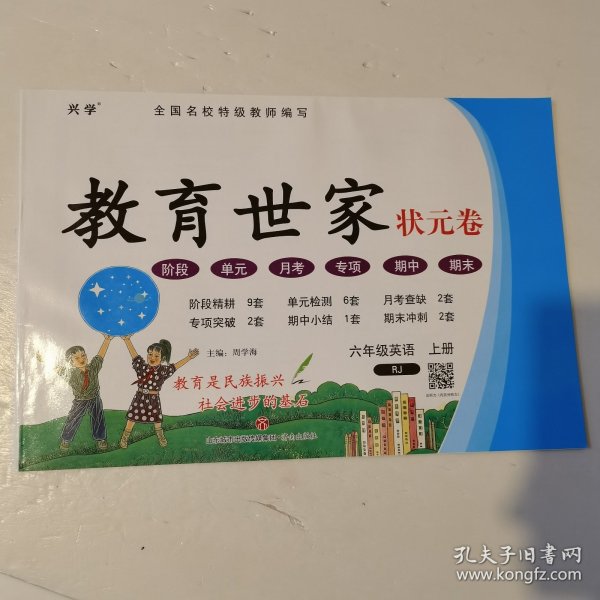 兴学®
全国名校特级教师编写
教育世家 状元卷
阶段 单元 月考 专项 期中 期末
阶段精耕 9套 单元检测 6套 月考查缺 2套
专项突破 2套 期中小结 1套 期末冲刺 2套
主编：周学海
六年级英语 上册
RJ
教育是民族振兴
社会进步的基石
济南出版社
孔夫子旧书网
www.kongfz.com